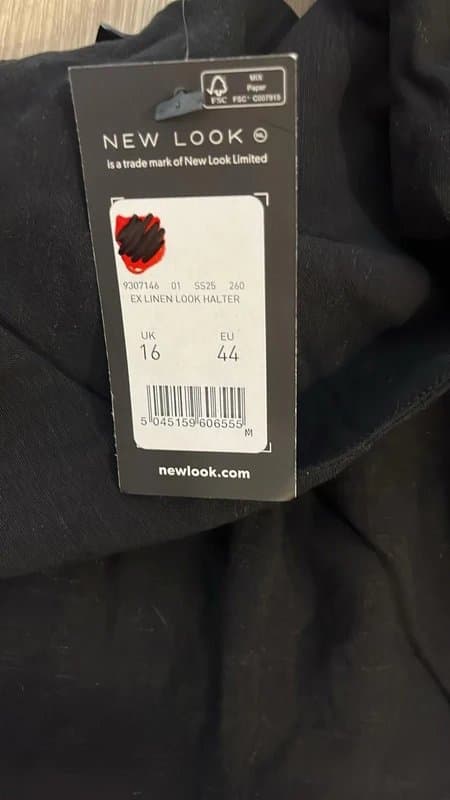 MIX
Paper
FSC FSC® C007915
NEW LOOK NL
is a trade mark of New Look Limited
9307146 01 SS25 260
EX LINEN LOOK HALTER
UK EU
16 44
5 045159 606555
M
newlook.com